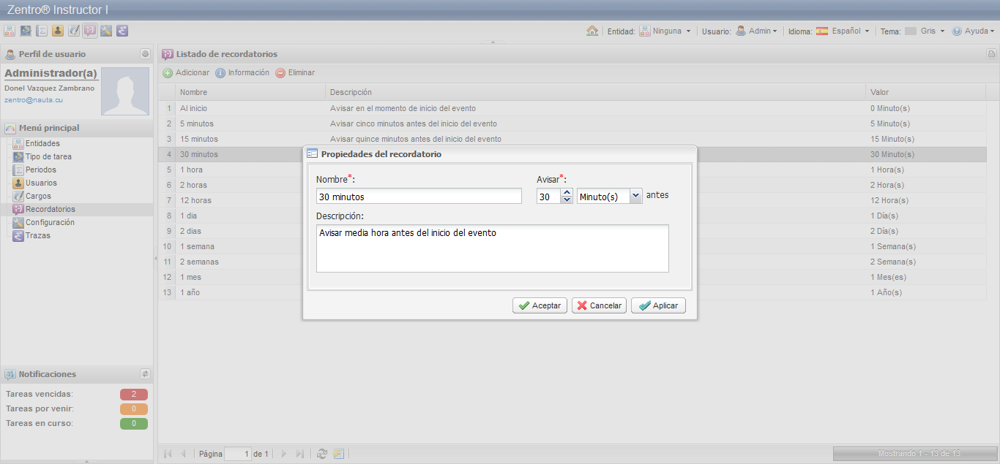 Zentro® Instructor I
Entidad: Ninguna Usuario: Admin Idioma: Español Tema: Gris Ayuda
Perfil de usuario
Administrador(a)
Donel Vazquez Zambrano
zentro@nauta.cu
Menú principal
Entidades
Tipo de tarea
Periodos
Usuarios
Cargos
Recordatorios
Configuración
Trazas
Notificaciones
Tareas vencidas: 2
Tareas por venir: 0
Tareas en curso: 0
Listado de recordatorios
Adicionar Información Eliminar
Nombre Descripción Valor
1 Al inicio Avisar en el momento de inicio del evento 0 Minuto(s)
2 5 minutos Avisar cinco minutos antes del inicio del evento 5 Minuto(s)
3 15 minutos Avisar quince minutos antes del inicio del evento 15 Minuto(s)
4 30 minutos 30 Minuto(s)
5 1 hora 1 Hora(s)
6 2 horas 2 Hora(s)
7 12 horas 12 Hora(s)
8 1 dia 1 Día(s)
9 2 dias 2 Día(s)
10 1 semana 1 Semana(s)
11 2 semanas 2 Semana(s)
12 1 mes 1 Mes(es)
13 1 año 1 Año(s)
Propiedades del recordatorio
Nombre*: Avisar*:
30 minutos 30 Minuto(s) antes
Descripción:
Avisar media hora antes del inicio del evento
Aceptar Cancelar Aplicar
Página 1 de 1
Mostrando 1 - 13 de 13